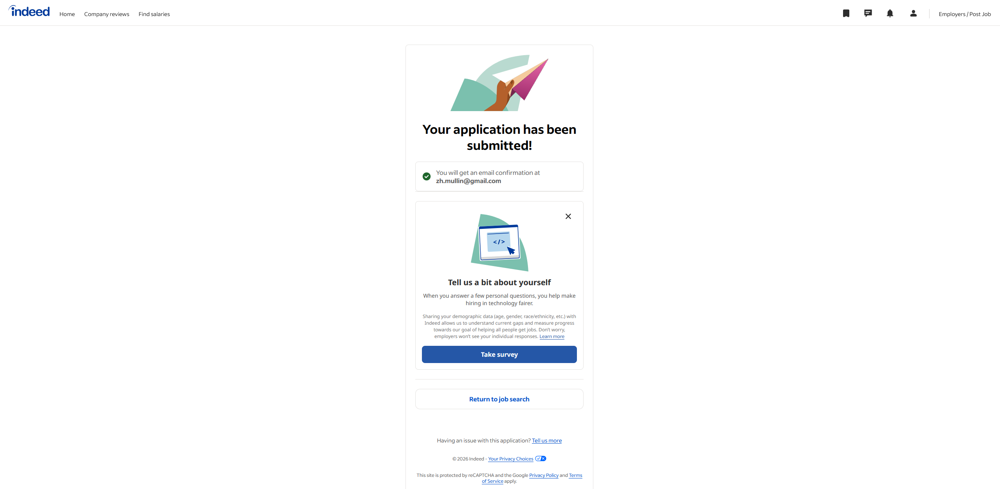 indeed
Home
Company reviews
Find salaries
Employers / Post Job
Your application has been
submitted!
You will get an email confirmation at
zh.mullin@gmail.com
</>
Tell us a bit about yourself
When you answer a few personal questions, you help make
hiring in technology fairer.
Sharing your demographic data (age, gender, race/ethnicity, etc.) with
Indeed allows us to understand current gaps and measure progress
towards our goal of helping all people get jobs. Don't worry,
employers won't see your individual responses. Learn more
Take survey
Return to job search
Having an issue with this application? Tell us more
© 2026 Indeed - Your Privacy Choices
This site is protected by reCAPTCHA and the Google Privacy Policy and Terms
of Service apply.